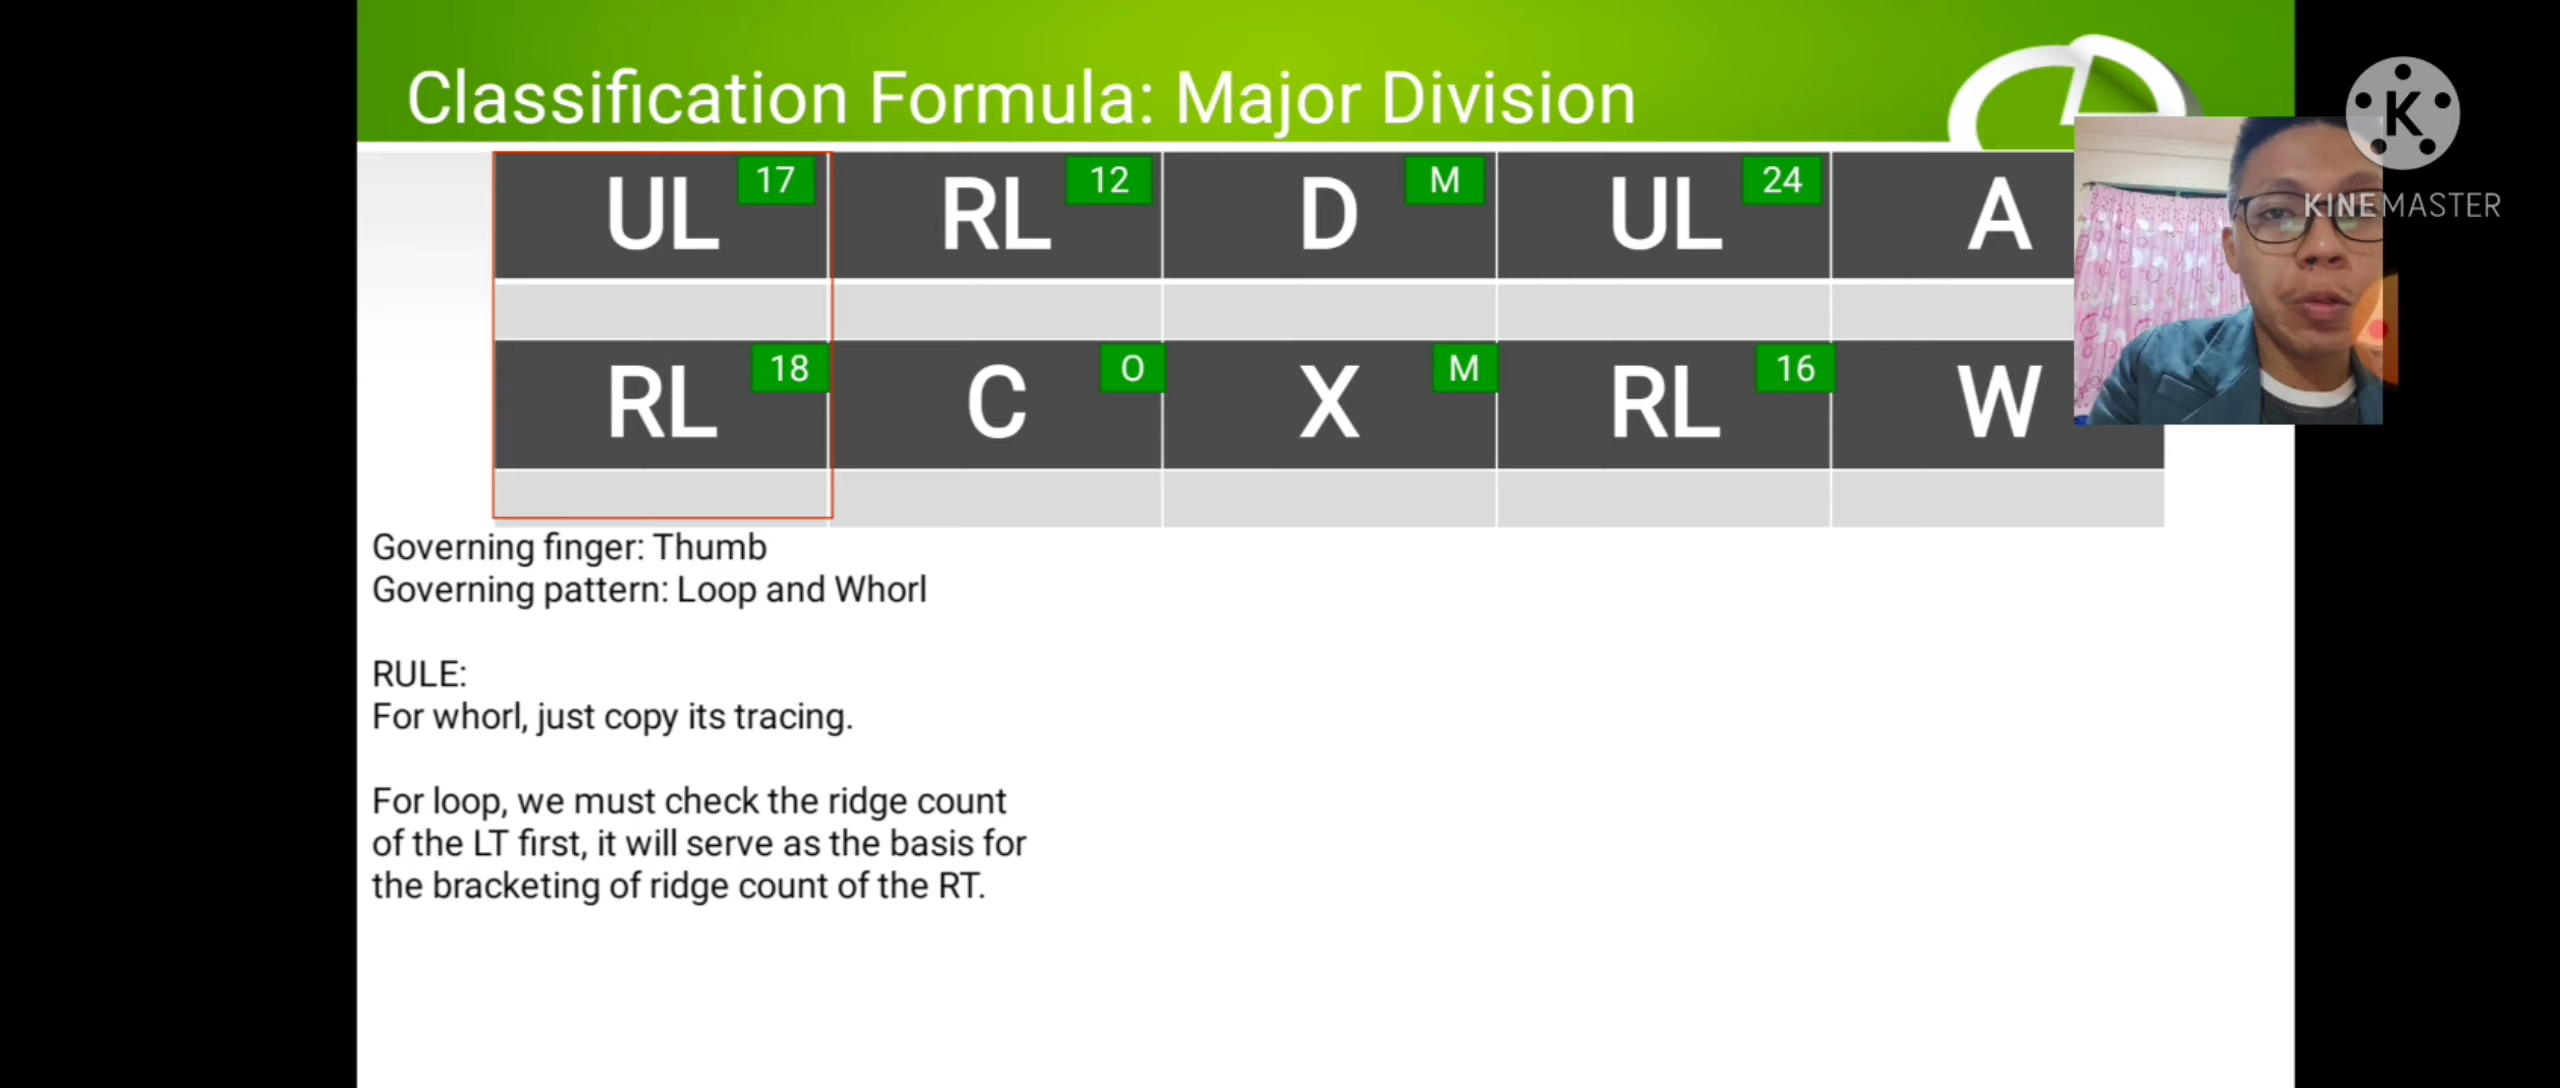 Classification Formula: Major Division
UL 17 RL 12 D M UL 24 A
RL 18 C O X M RL 16 W
Governing finger: Thumb
Governing pattern: Loop and Whorl
RULE:
For whorl, just copy its tracing.
For loop, we must check the ridge count
of the LT first, it will serve as the basis for
the bracketing of ridge count of the RT.
K
KINEMASTER